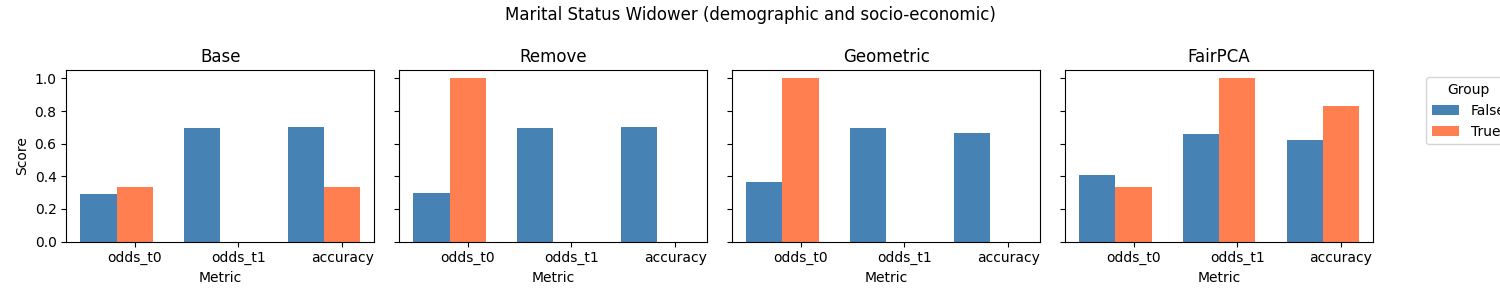 Marital Status Widower (demographic and socio-economic)
Base
Remove
Geometric
FairPCA
Score
1.0
0.8
0.6
0.4
0.2
0.0
odds_t0 odds_t1 accuracy
odds_t0 odds_t1 accuracy
odds_t0 odds_t1 accuracy
odds_t0 odds_t1 accuracy
Metric
Metric
Metric
Metric
Group
False
True